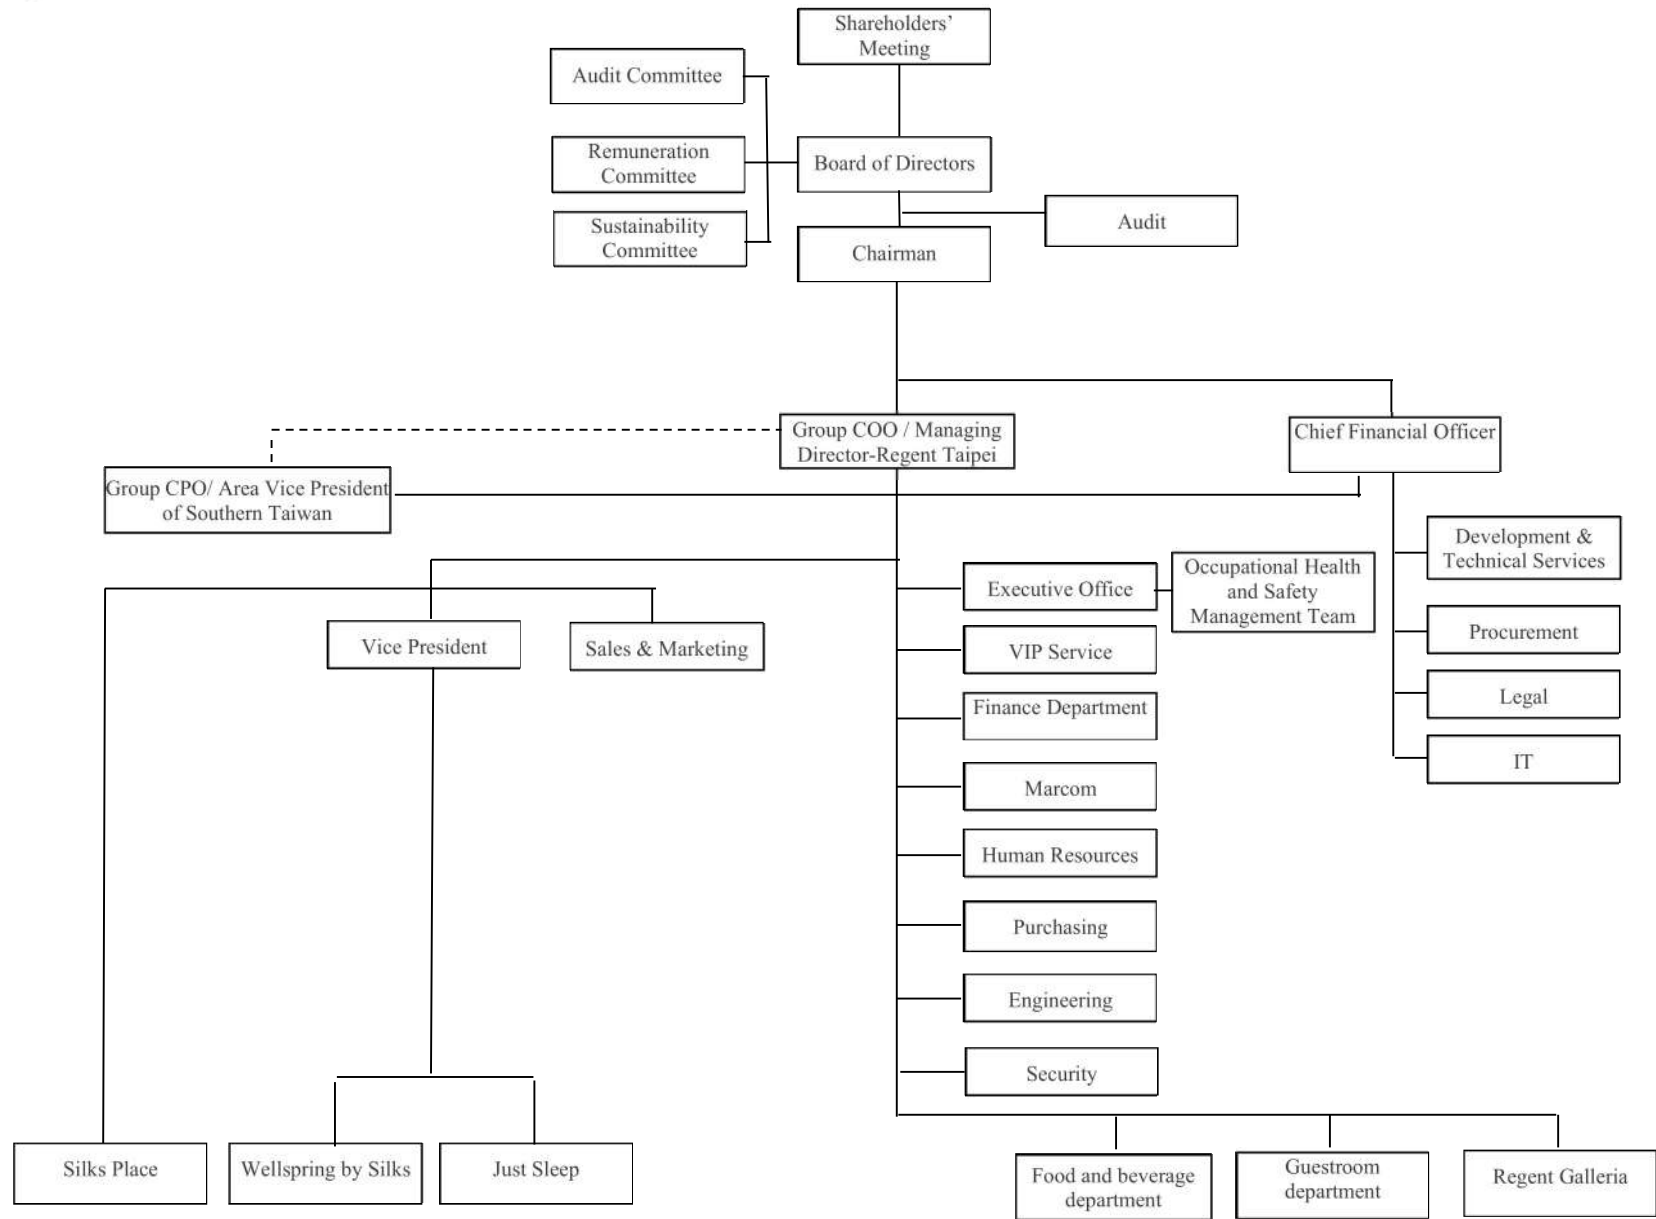 Shareholders’
Meeting
Audit Committee
Remuneration
Committee
Board of Directors
Sustainability
Committee
Audit
Chairman
Group COO / Managing
Director-Regent Taipei
Chief Financial Officer
Group CPO/ Area Vice President
of Southern Taiwan
Development &
Technical Services
Executive Office
Occupational Health
and Safety
Management Team
Procurement
Vice President
Sales & Marketing
VIP Service
Legal
Finance Department
IT
Marcom
Human Resources
Purchasing
Engineering
Security
Silks Place
Wellspring by Silks
Just Sleep
Food and beverage
department
Guestroom
department
Regent Galleria